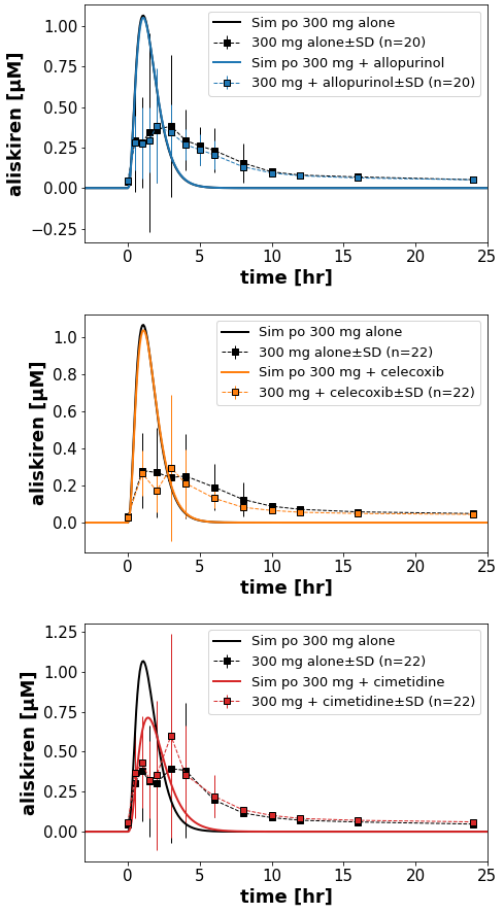 Sim po 300 mg alone
300 mg alone±SD (n=20)
Sim po 300 mg + allopurinol
300 mg + allopurinol±SD (n=20)
aliskiren [µM]
1.00
0.75
0.50
0.25
0.00
−0.25
0 5 10 15 20 25
time [hr]
Sim po 300 mg alone
300 mg alone±SD (n=22)
Sim po 300 mg + celecoxib
300 mg + celecoxib±SD (n=22)
aliskiren [µM]
1.0
0.8
0.6
0.4
0.2
0.0
0 5 10 15 20 25
time [hr]
Sim po 300 mg alone
300 mg alone±SD (n=22)
Sim po 300 mg + cimetidine
300 mg + cimetidine±SD (n=22)
aliskiren [µM]
1.25
1.00
0.75
0.50
0.25
0.00
0 5 10 15 20 25
time [hr]